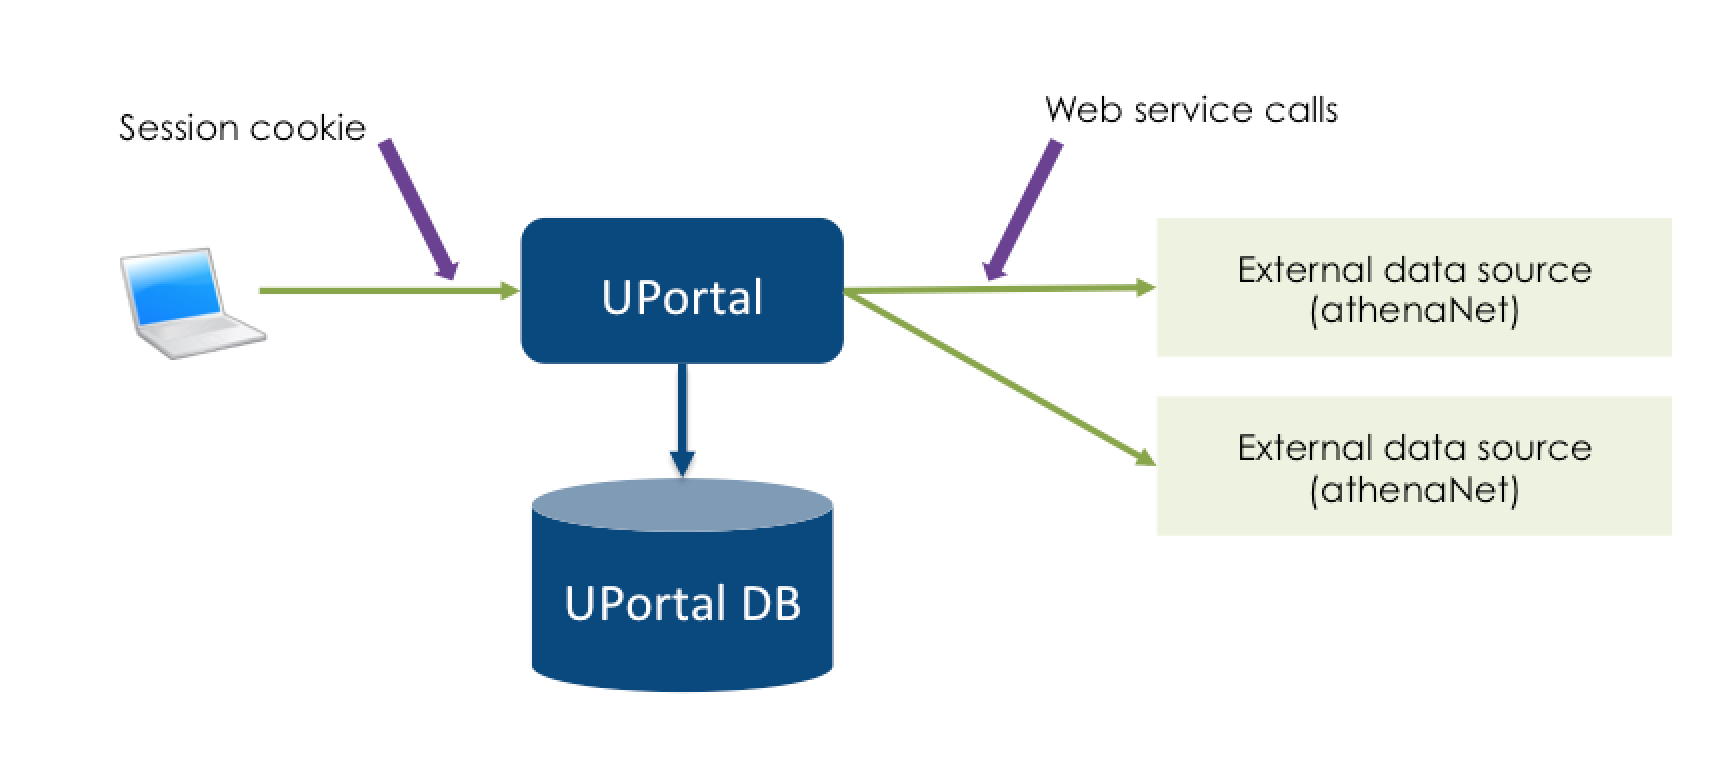 Session cookie
Web service calls
UPortal
External data source
(athenaNet)
External data source
(athenaNet)
UPortal DB